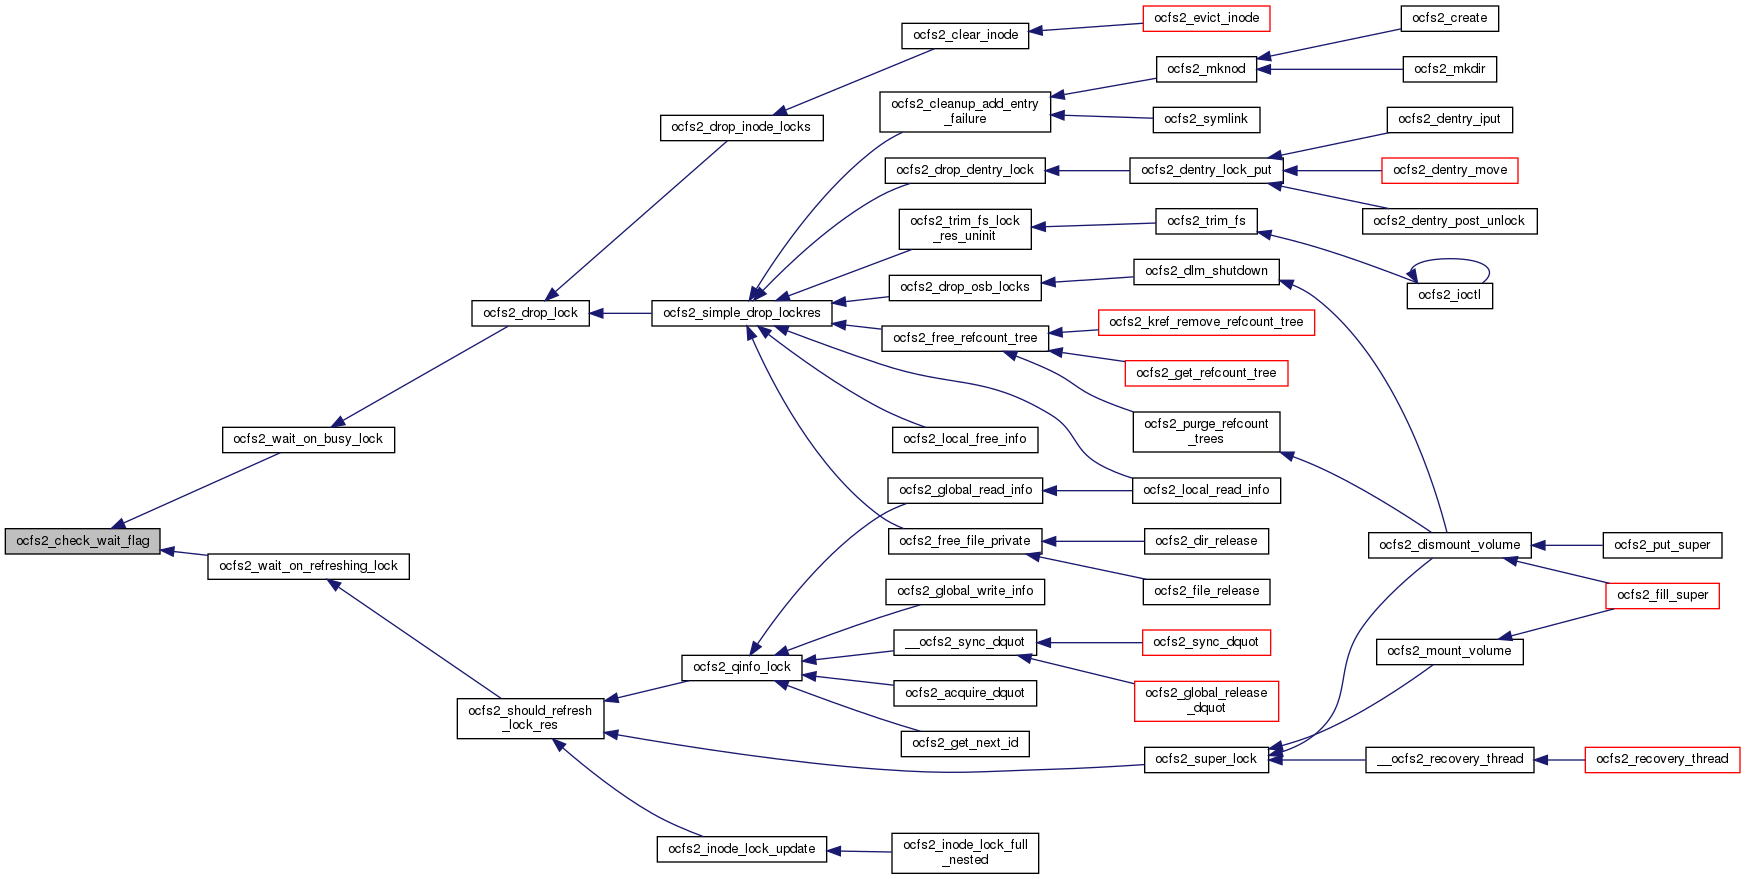 ocfs2_evict_inode
ocfs2_create
ocfs2_clear_inode
ocfs2_mknod
ocfs2_mkdir
ocfs2_cleanup_add_entry
_failure
ocfs2_symlink
ocfs2_dentry_iput
ocfs2_drop_inode_locks
ocfs2_drop_dentry_lock
ocfs2_dentry_lock_put
ocfs2_dentry_move
ocfs2_trim_fs_lock
_res_uninit
ocfs2_trim_fs
ocfs2_dentry_post_unlock
ocfs2_dlm_shutdown
ocfs2_drop_osb_locks
ocfs2_ioctl
ocfs2_drop_lock
ocfs2_simple_drop_lockres
ocfs2_kref_remove_refcount_tree
ocfs2_free_refcount_tree
ocfs2_get_refcount_tree
ocfs2_purge_refcount
_trees
ocfs2_wait_on_busy_lock
ocfs2_local_free_info
ocfs2_global_read_info
ocfs2_local_read_info
ocfs2_check_wait_flag
ocfs2_free_file_private
ocfs2_dir_release
ocfs2_dismount_volume
ocfs2_put_super
ocfs2_wait_on_refreshing_lock
ocfs2_global_write_info
ocfs2_file_release
ocfs2_fill_super
__ocfs2_sync_dquot
ocfs2_sync_dquot
ocfs2_mount_volume
ocfs2_qinfo_lock
ocfs2_acquire_dquot
ocfs2_global_release
_dquot
ocfs2_should_refresh
_lock_res
ocfs2_get_next_id
ocfs2_super_lock
__ocfs2_recovery_thread
ocfs2_recovery_thread
ocfs2_inode_lock_update
ocfs2_inode_lock_full
_nested